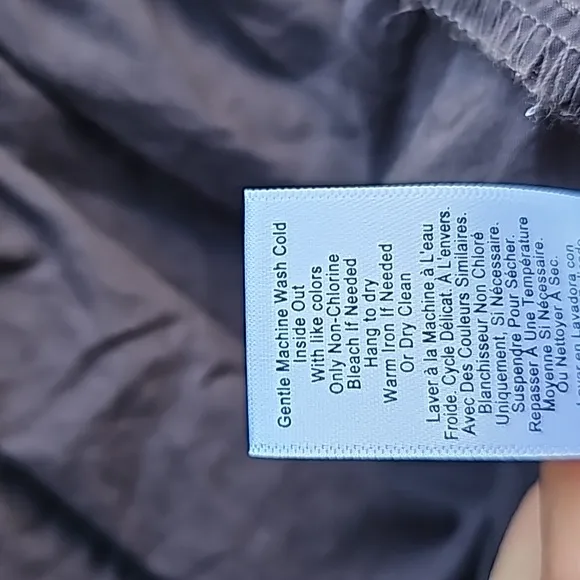 Gentle Machine Wash Cold
Inside Out
With like colors
Only Non-Chlorine
Bleach If Needed
Hang to dry
Warm Iron If Needed
Or Dry Clean
Laver à la Machine à L'eau
Froide. Cycle Délicat. À L'envers.
Avec Des Couleurs Similaires.
Blanchisseur Non Chloré
Uniquement, Si Nécessaire.
Suspendre Pour Sécher.
Repasser À Une Température
Moyenne Si Nécessaire.
Ou Nettoyer À Sec.
Lavadora con